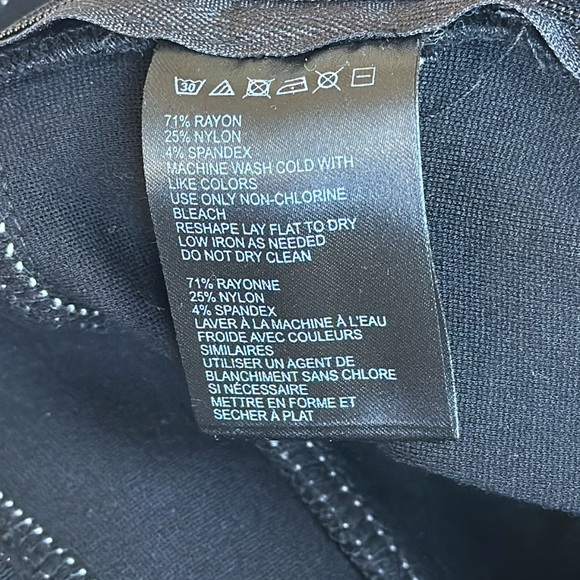 30
71% RAYON
25% NYLON
4% SPANDEX
MACHINE WASH COLD WITH
LIKE COLORS
USE ONLY NON-CHLORINE
BLEACH
RESHAPE LAY FLAT TO DRY
LOW IRON AS NEEDED
DO NOT DRY CLEAN
71% RAYONNE
25% NYLON
4% SPANDEX
LAVER À LA MACHINE À L'EAU
FROIDE AVEC COULEURS
SIMILAIRES
UTILISER UN AGENT DE
BLANCHIMENT SANS CHLORE
SI NÉCESSAIRE
METTRE EN FORME ET
SECHER À PLAT